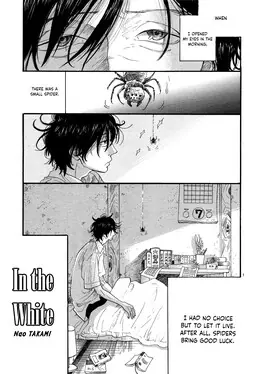 WHEN
I OPENED
MY EYES IN THE
MORNING,
THERE WAS A
SMALL SPIDER.
7
In the
White
Nao TAKAMI
I HAD NO CHOICE
BUT TO LET IT LIVE.
AFTER ALL, SPIDERS
BRING GOOD LUCK.